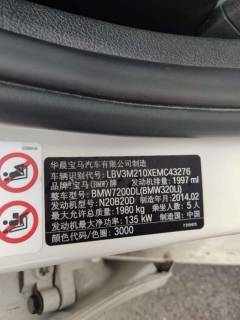 华晨宝马汽车有限公司制造
车辆识别代号: LBV3M210XEMC43276
品牌:宝马(BMW)牌 发动机排量: 1997 ml
整车型号: BMW7200DL(BMW320Li)
发动机型号: N20B20D 制造年月: 2014.02
最大允许总质量: 1980 kg 乘坐人数: 5 人
发动机最大净功率: 135 kW 制造国: 中国
颜色代号/色图: 3000